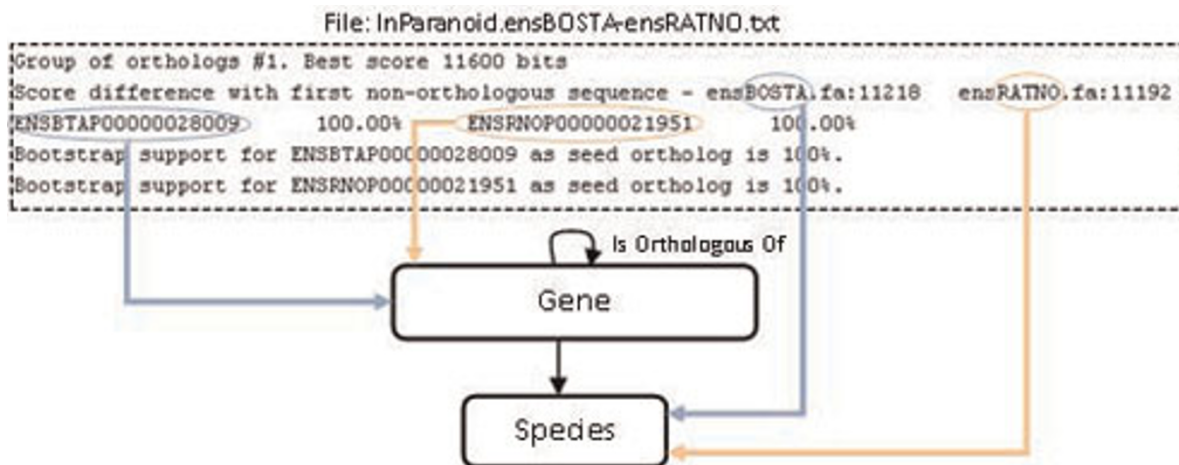 File: InParanoid.ensBOSTA-ensRATNO.txt
Group of orthologs #1. Best score 11600 bits
Score difference with first non-orthologous sequence - ensBOSTA.fa:11218 ensRATNO.fa:11192
ENSBTAP00000028009 100.00% ENSRNOP00000021951 100.00%
Bootstrap support for ENSBTAP00000028009 as seed ortholog is 100%.
Bootstrap support for ENSRNOP00000021951 as seed ortholog is 100%.
Is Orthologous Of
Gene
Species